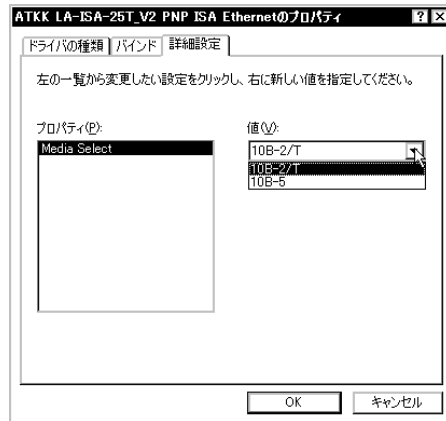 ATKK LA-ISA-25T_V2 PNP ISA Ethernetのプロパティ
ドライバの種類 バインド 詳細設定
左の一覧から変更したい設定をクリックし、右に新しい値を指定してください。
プロパティ(P): 値(V):
Media Select 10B-2/T
10B-2/T
10B-5
OK キャンセル